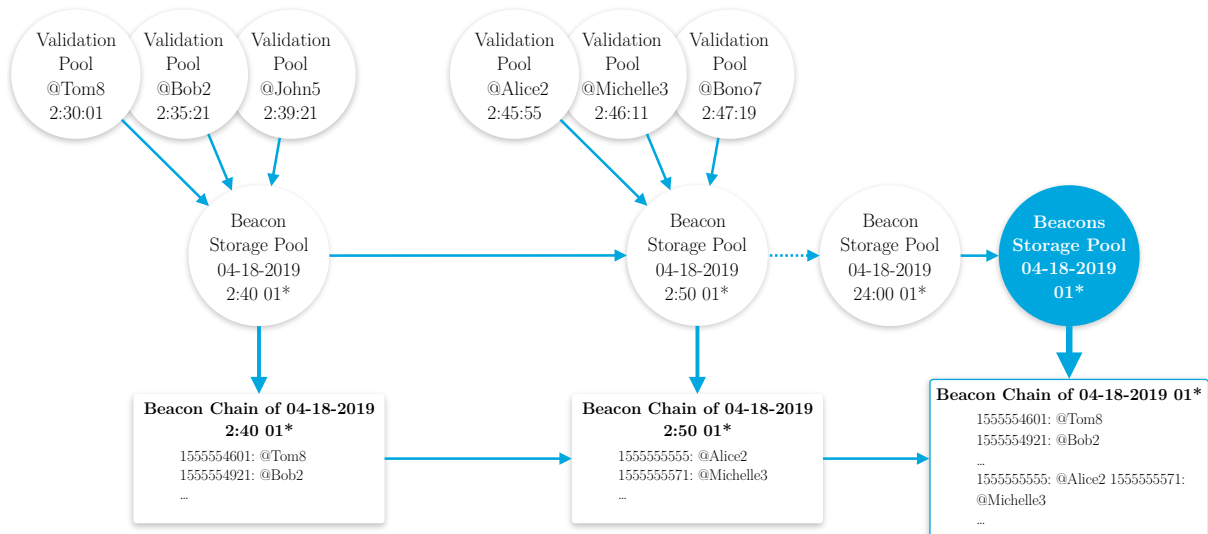 Validation
Pool
@Tom8
2:30:01
Validation
Pool
@Bob2
2:35:21
Validation
Pool
@John5
2:39:21
Validation
Pool
@Alice2
2:45:55
Validation
Pool
@Michelle3
2:46:11
Validation
Pool
@Bono7
2:47:19
Beacon
Storage Pool
04-18-2019
2:40 01*
Beacon
Storage Pool
04-18-2019
2:50 01*
Beacon
Storage Pool
04-18-2019
24:00 01*
Beacons
Storage Pool
04-18-2019
01*
Beacon Chain of 04-18-2019
2:40 01*
1555554601: @Tom8
1555554921: @Bob2
...
Beacon Chain of 04-18-2019
2:50 01*
1555555555: @Alice2
1555555571: @Michelle3
...
Beacon Chain of 04-18-2019 01*
1555554601: @Tom8
1555554921: @Bob2
...
1555555555: @Alice2 1555555571:
@Michelle3
...